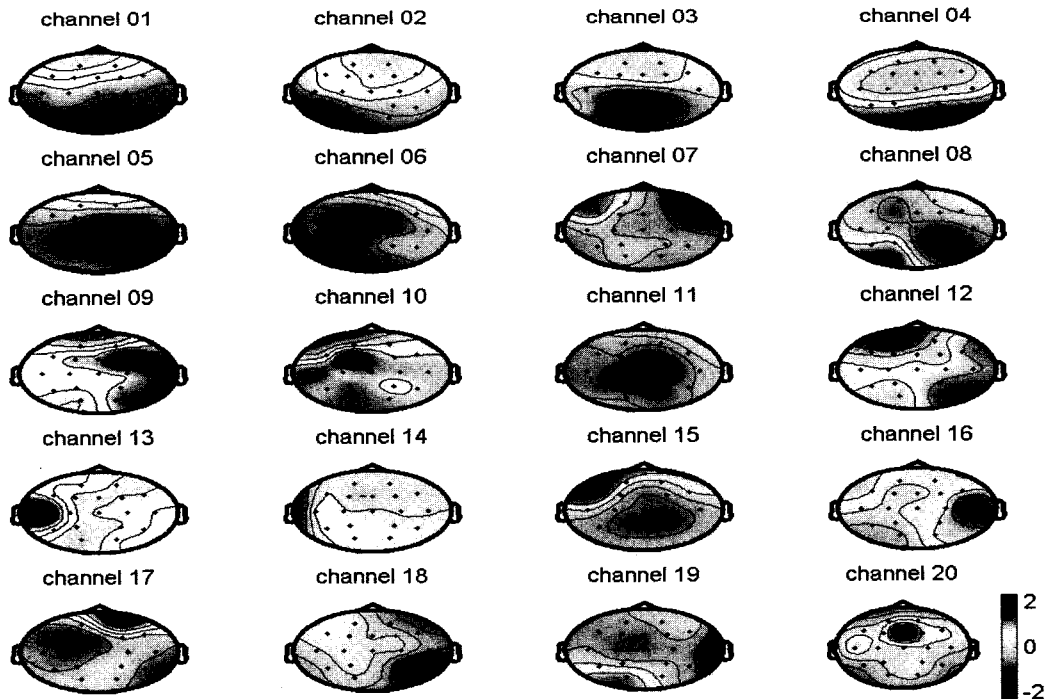 channel 01 channel 02 channel 03 channel 04
channel 05 channel 06 channel 07 channel 08
channel 09 channel 10 channel 11 channel 12
channel 13 channel 14 channel 15 channel 16
channel 17 channel 18 channel 19 channel 20
2
0
-2